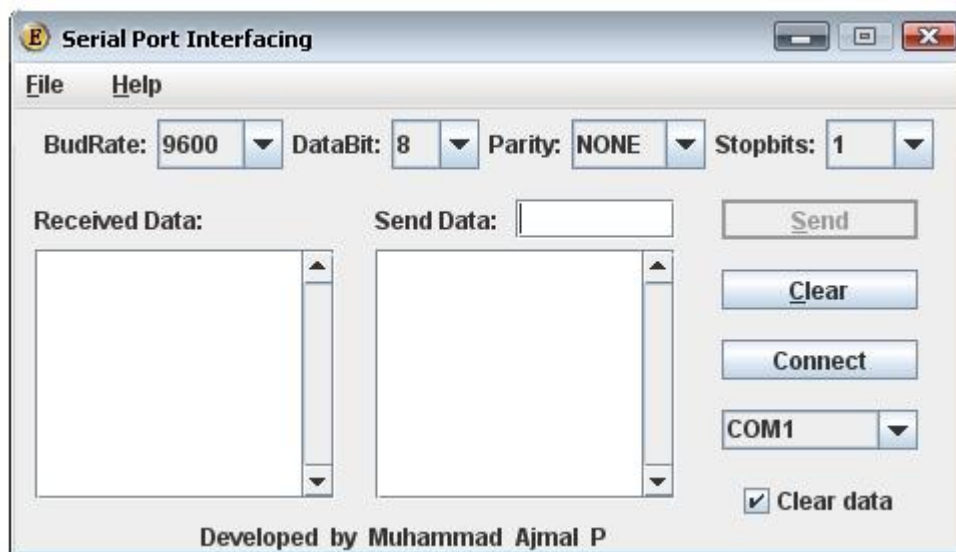 E Serial Port Interfacing
File Help
BudRate: 9600 DataBit: 8 Parity: NONE Stopbits: 1
Received Data: Send Data: Send
Clear
Connect
COM1
Clear data
Developed by Muhammad Ajmal P